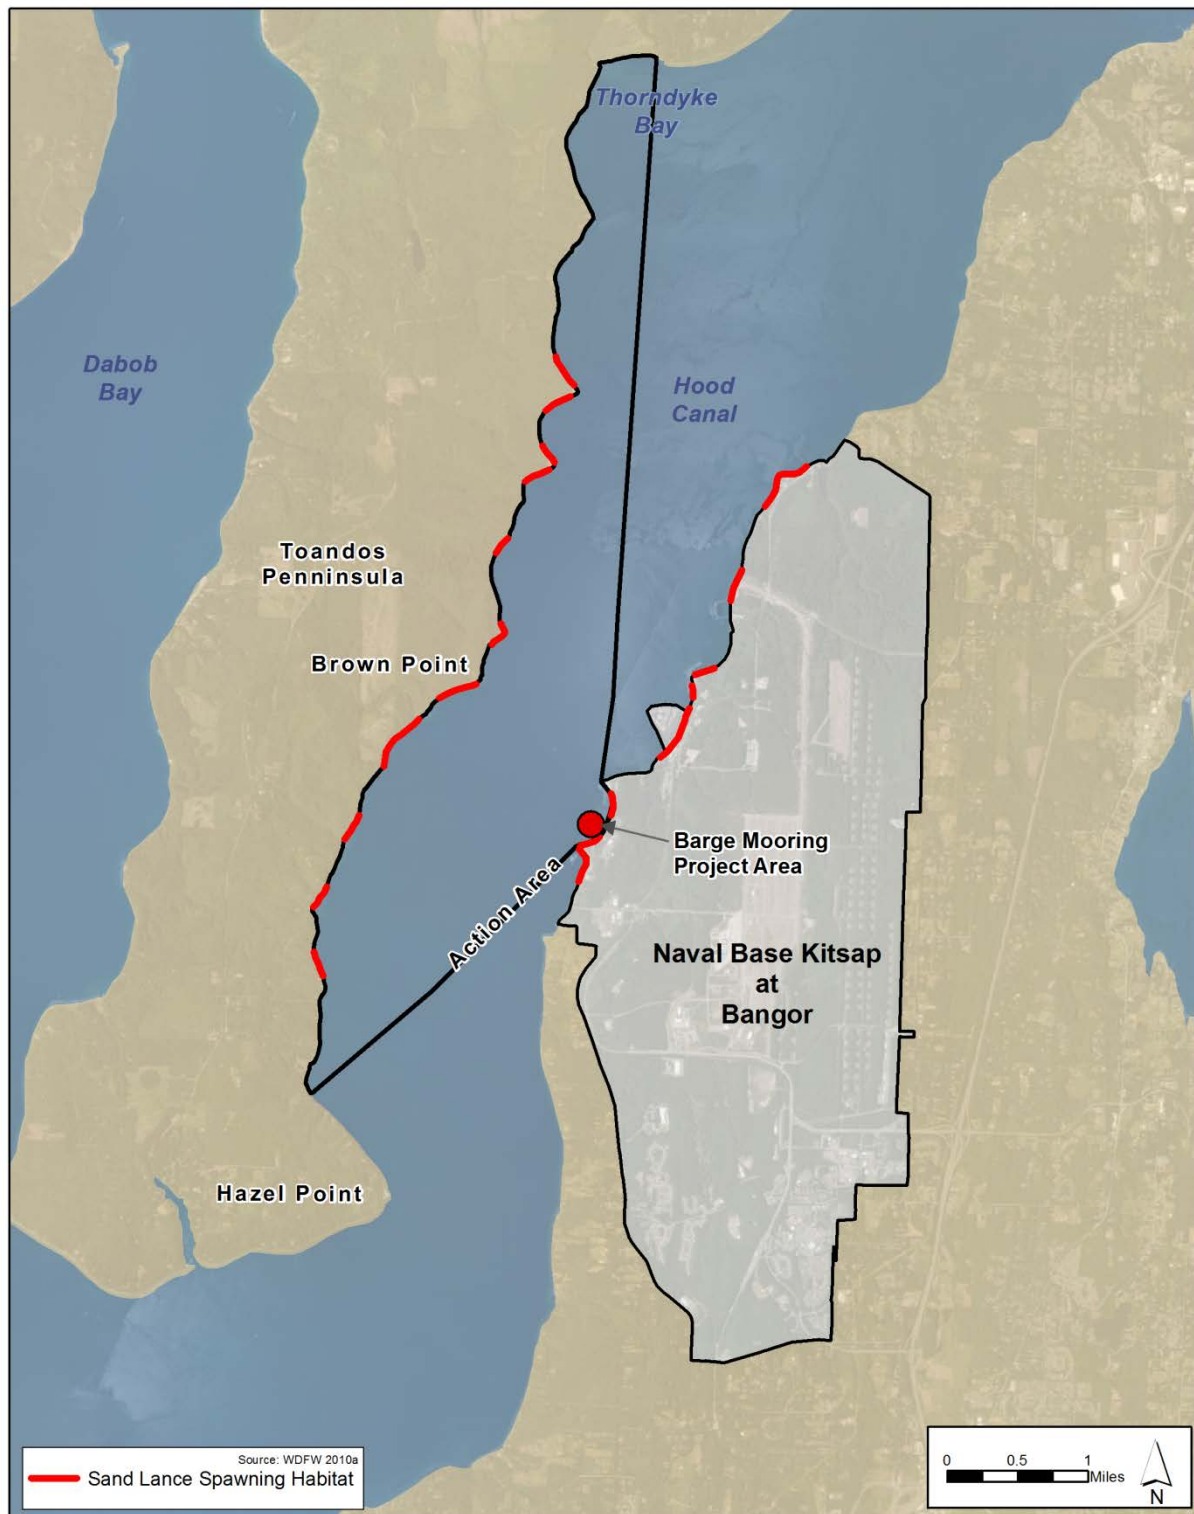 Thorndyke
Bay
Dabob
Bay
Hood
Canal
Toandos
Penninsula
Brown Point
Barge Mooring
Project Area
Action Area
Naval Base Kitsap
at
Bangor
Hazel Point
Source: WDFW 2010a
Sand Lance Spawning Habitat
0 0.5 1
Miles
N